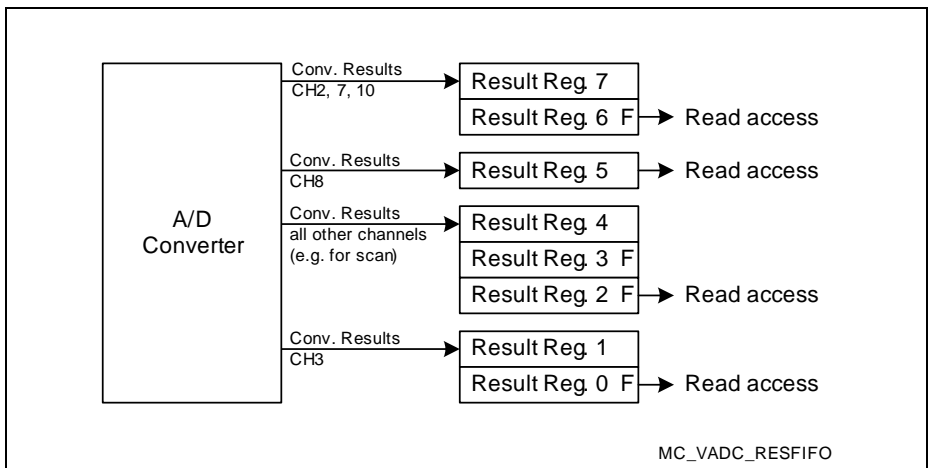 A/D
Converter
Conv. Results
CH2, 7, 10
Result Reg. 7
Result Reg. 6 F
Read access
Conv. Results
CH8
Result Reg. 5
Read access
Conv. Results
all other channels
(e.g. for scan)
Result Reg. 4
Result Reg. 3 F
Result Reg. 2 F
Read access
Conv. Results
CH3
Result Reg. 1
Result Reg. 0 F
Read access
MC_VADC_RESFIFO